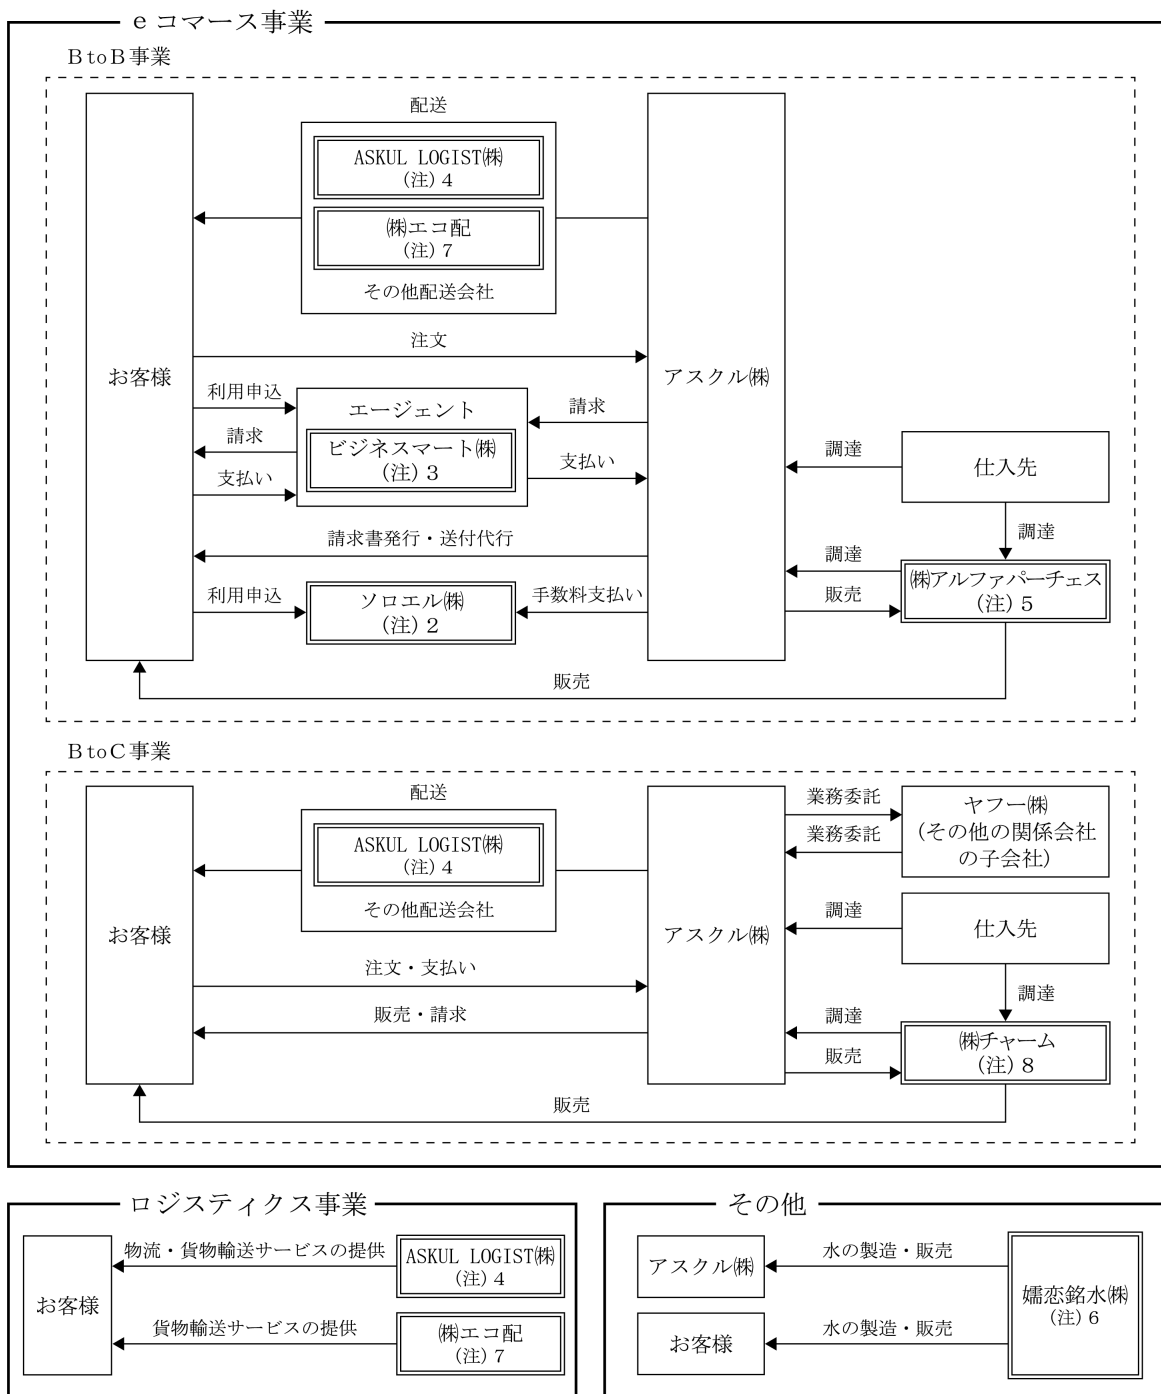 eコマース事業
BtoB事業
配送
ASKUL LOGIST㈱
(注)4
㈱エコ配
(注)7
その他配送会社
注文
お客様
アスクル㈱
利用申込
エージェント
請求
請求
ビジネスマート㈱
(注)3
支払い
支払い
調達
仕入先
調達
請求書発行・送付代行
調達
㈱アルファパーチェス
(注)5
販売
利用申込
ソロエル㈱
(注)2
手数料支払い
販売
BtoC事業
配送
ASKUL LOGIST㈱
(注)4
その他配送会社
業務委託
業務委託
ヤフー㈱
(その他の関係会社
の子会社)
お客様
アスクル㈱
調達
仕入先
注文・支払い
調達
販売・請求
調達
㈱チャーム
(注)8
販売
販売
ロジスティクス事業
お客様
物流・貨物輸送サービスの提供
ASKUL LOGIST㈱
(注)4
貨物輸送サービスの提供
㈱エコ配
(注)7
その他
アスクル㈱
水の製造・販売
嬬恋銘水㈱
(注)6
お客様
水の製造・販売